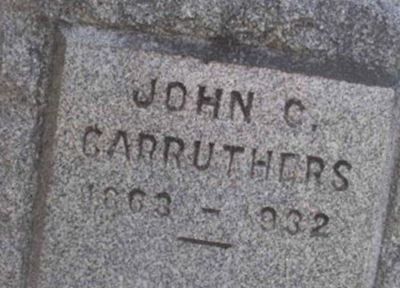 JOHN C.
CARRUTHERS
1863 - 1932